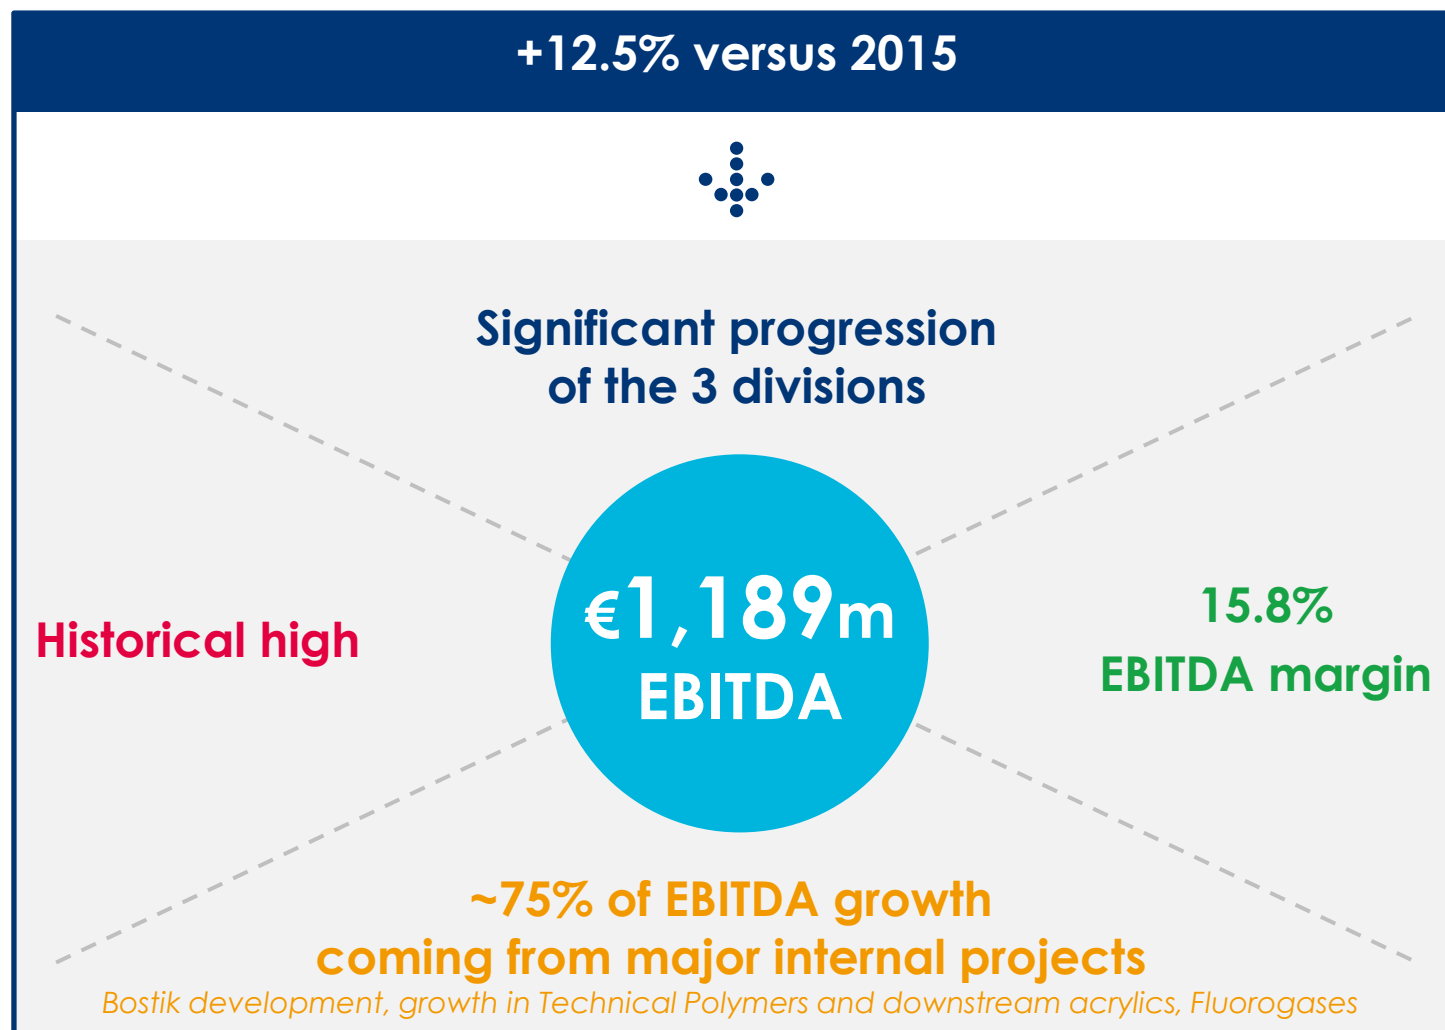 +12.5% versus 2015
Significant progression
of the 3 divisions
Historical high
€1,189m
EBITDA
15.8%
EBITDA margin
~75% of EBITDA growth
coming from major internal projects
Bostik development, growth in Technical Polymers and downstream acrylics, Fluorogases